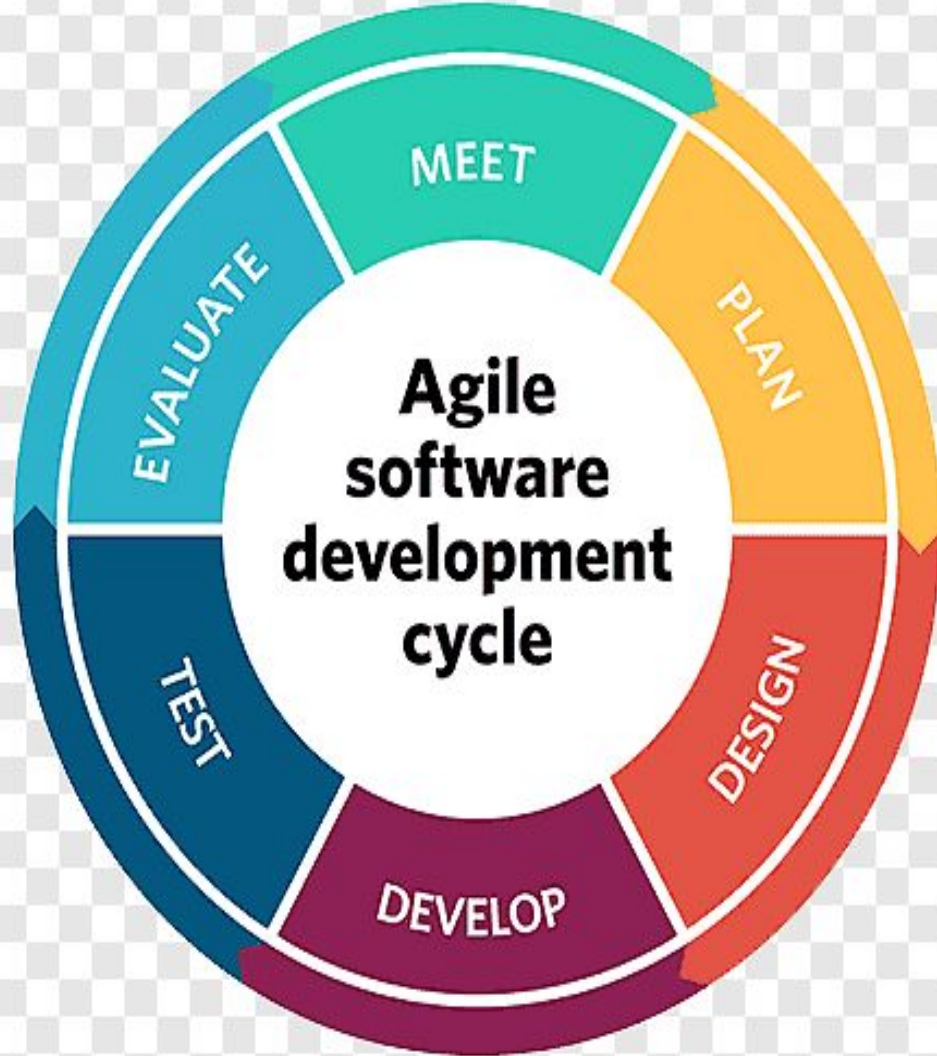 MEET
PLAN
DESIGN
DEVELOP
TEST
EVALUATE
Agile
software
development
cycle